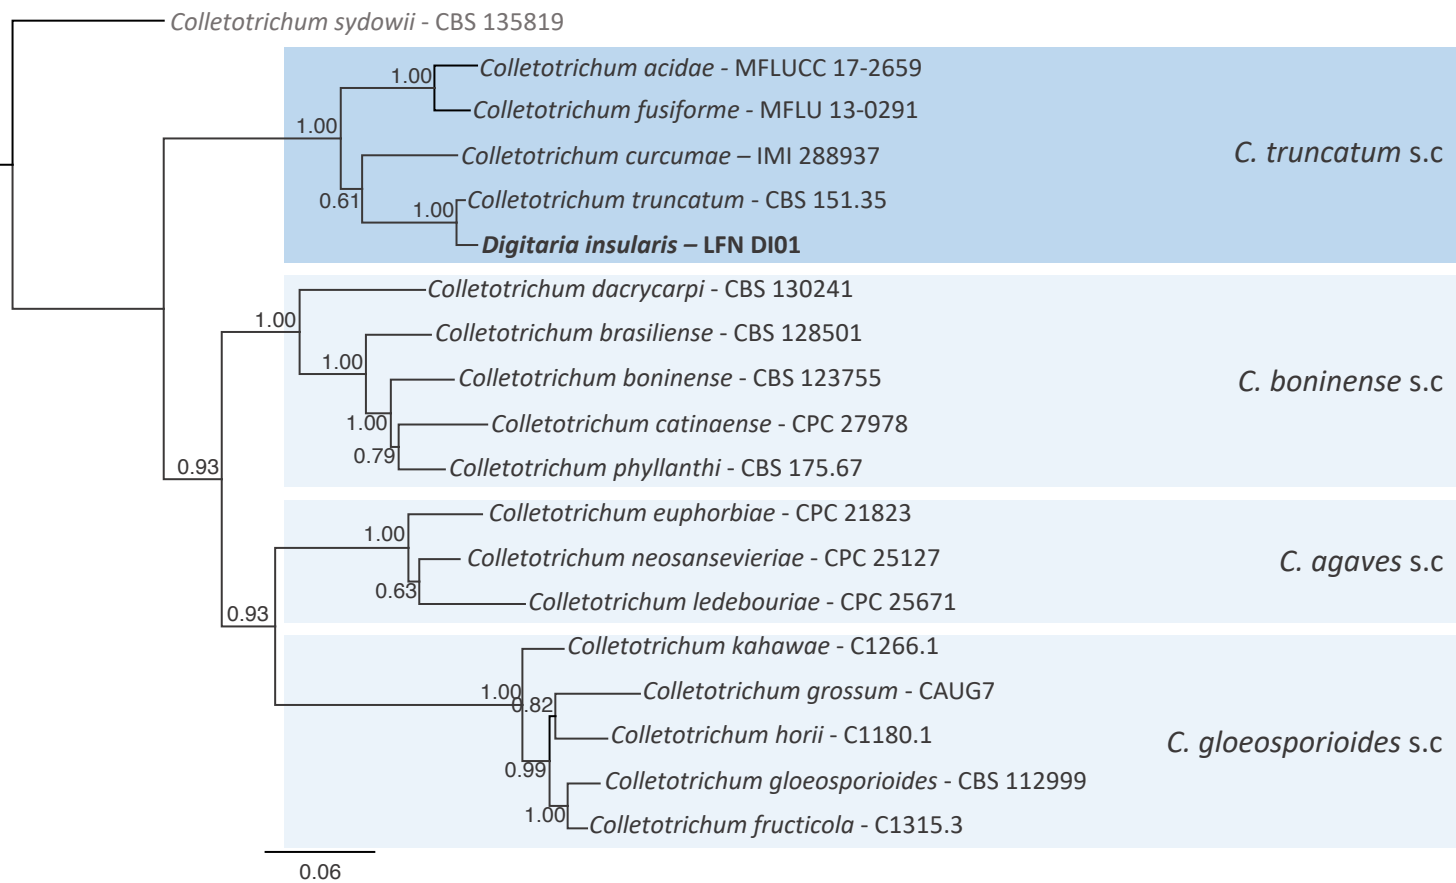 Colletotrichum sydowii - CBS 135819
1.00
Colletotrichum acidae - MFLUCC 17-2659
Colletotrichum fusiforme - MFLU 13-0291
1.00
Colletotrichum curcumae – IMI 288937
C. truncatum s.c
0.61
1.00
Colletotrichum truncatum - CBS 151.35
Digitaria insularis – LFN DI01
Colletotrichum dacrycarpi - CBS 130241
1.00
Colletotrichum brasiliense - CBS 128501
1.00
Colletotrichum boninense - CBS 123755
C. boninense s.c
1.00
Colletotrichum catinaense - CPC 27978
0.79
Colletotrichum phyllanthi - CBS 175.67
0.93
Colletotrichum euphorbiae - CPC 21823
1.00
Colletotrichum neosansevieriae - CPC 25127
C. agaves s.c
0.63
Colletotrichum ledebouriae - CPC 25671
0.93
Colletotrichum kahawae - C1266.1
1.00
0.82
Colletotrichum grossum - CAUG7
Colletotrichum horii - C1180.1
C. gloeosporioides s.c
0.99
Colletotrichum gloeosporioides - CBS 112999
1.00
Colletotrichum fructicola - C1315.3
0.06